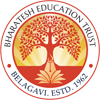 BHARATESH EDUCATION TRUST
BELAGAVI. ESTD. 1962